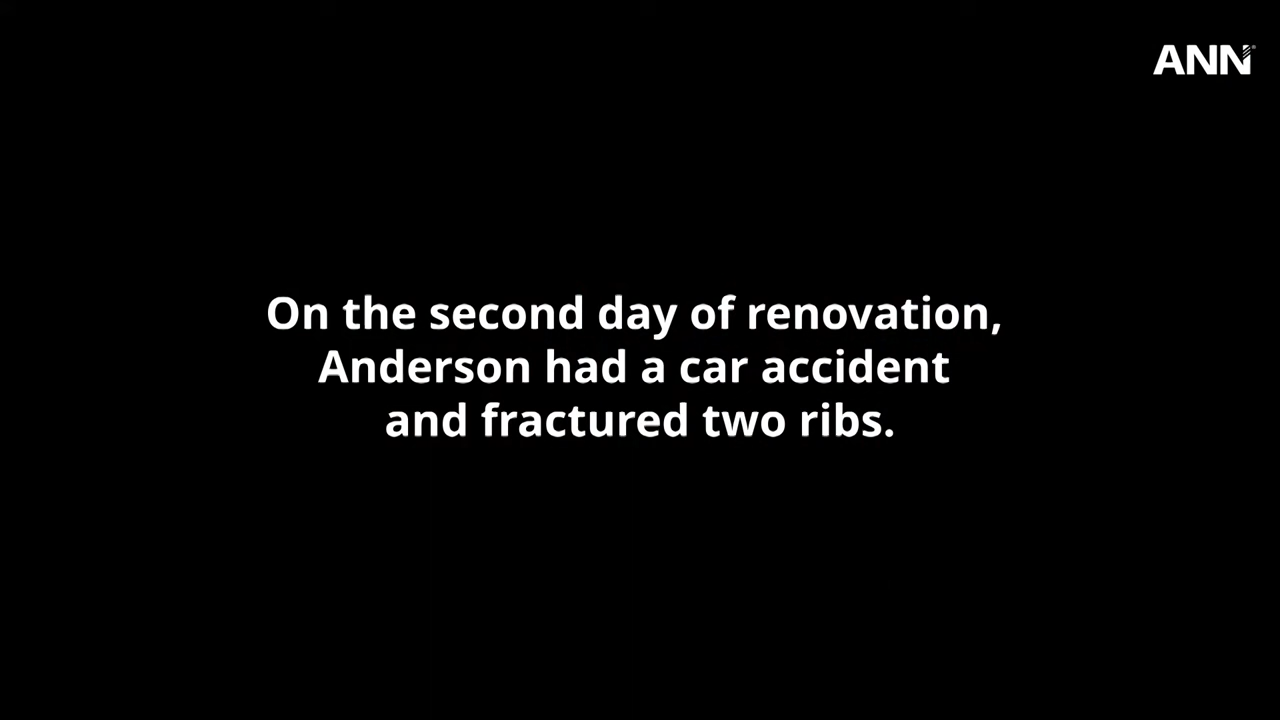 ANN
On the second day of renovation,
Anderson had a car accident
and fractured two ribs.